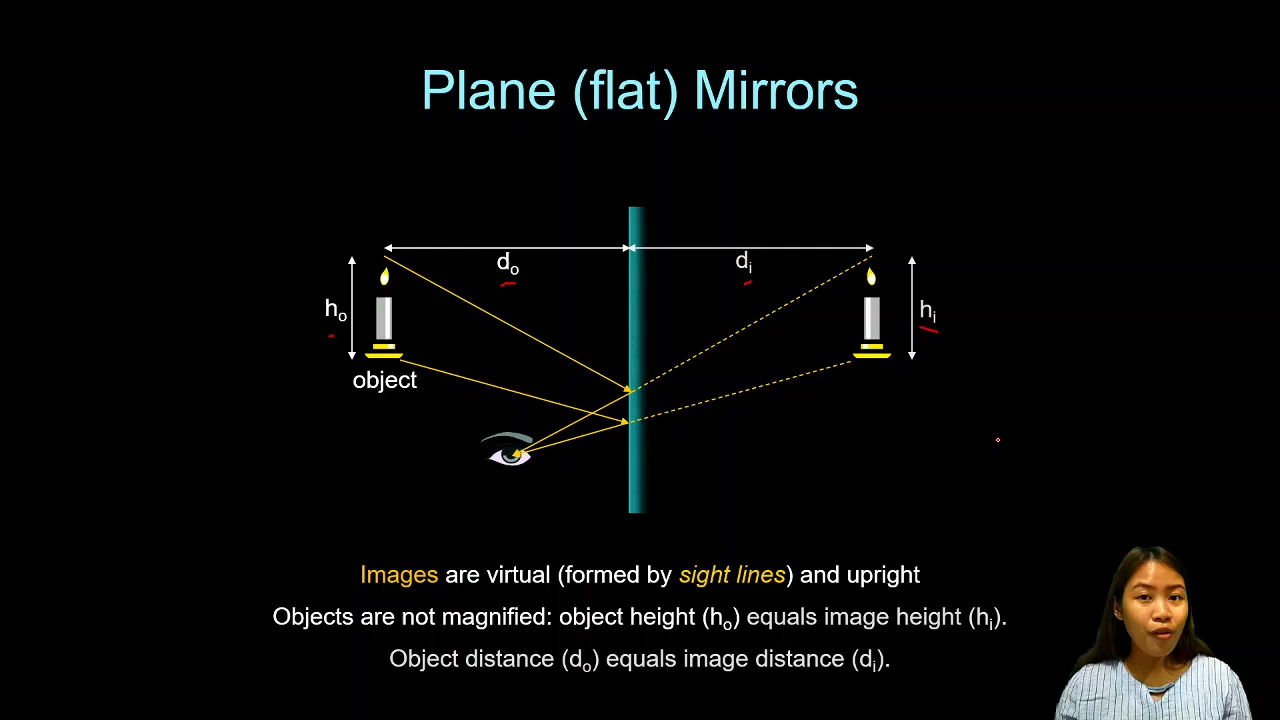 Plane (flat) Mirrors
do
di
ho
hi
object
Images are virtual (formed by sight lines) and upright
Objects are not magnified: object height (ho) equals image height (hi).
Object distance (do) equals image distance (di).